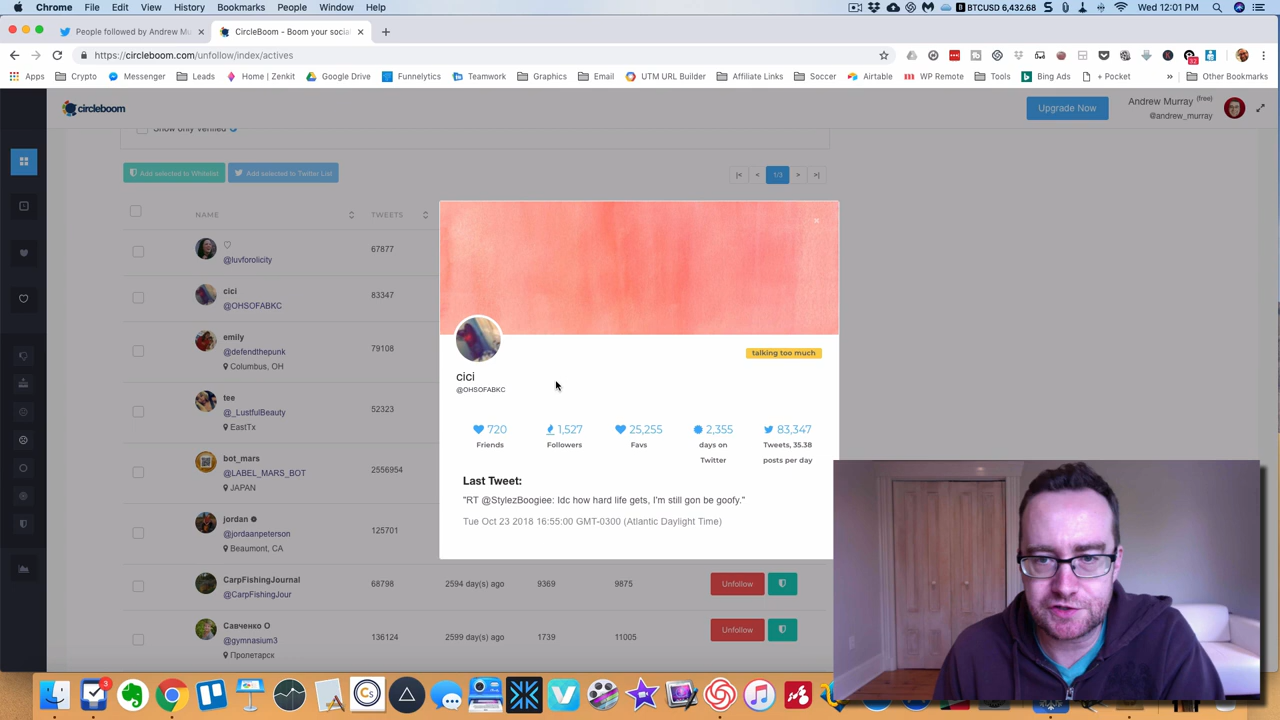 Chrome File Edit View History Bookmarks People Window Help BTCUSD 6,432.68 Wed 12:01 PM
People followed by Andrew Mu CircleBoom - Boom your socia
https://circleboom.com/unfollow/index/actives
Apps Crypto Messenger Leads Home | Zenkit Google Drive Funnelytics Teamwork Graphics Email UTM URL Builder Affiliate Links Soccer Airtable WP Remote Tools Bing Ads + Pocket » Other Bookmarks
circleboom Upgrade Now Andrew Murray (free)
@andrew_murray
Show only Verified
Add selected to Whitelist Add selected to Twitter List |< < 1/3 > >|
NAME TWEETS
♡ 67877
@luvforolicity
cici 83347
@OHSOFABKC
emily 79108
@defendthepunk
Columbus, OH
tee 52323
@_LustfulBeauty
EastTx
bot_mars 2556954
@LABEL_MARS_BOT
JAPAN
jordan 125701
@jordaanpeterson
Beaumont, CA
CarpFishingJournal 68798 2594 day(s) ago 9369 9875 Unfollow
@CarpFishingJour
Савченко О 136124 2599 day(s) ago 1739 11005 Unfollow
@gymnasium3
Пролетарск
×
talking too much
cici
@OHSOFABKC
720 1,527 25,255 2,355 83,347
Friends Followers Favs days on Twitter Tweets, 35.38 posts per day
Last Tweet:
"RT @StylezBoogiee: Idc how hard life gets, I'm still gon be goofy."
Tue Oct 23 2018 16:55:00 GMT-0300 (Atlantic Daylight Time)
3